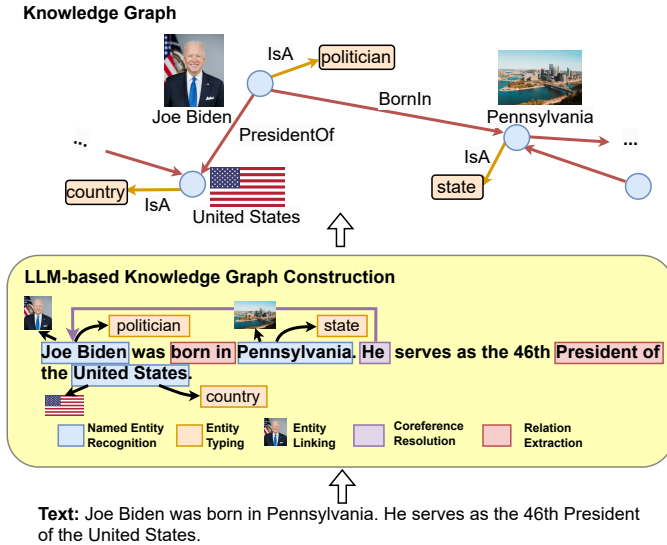 Knowledge Graph
IsA
politician
BornIn
Joe Biden
Pennsylvania
PresidentOf
...
...
IsA
country
state
IsA
United States
LLM-based Knowledge Graph Construction
politician
state
Joe Biden was born in Pennsylvania. He serves as the 46th President of
the United States.
country
Named Entity Recognition
Entity Typing
Entity Linking
Coreference Resolution
Relation Extraction
Text: Joe Biden was born in Pennsylvania. He serves as the 46th President
of the United States.